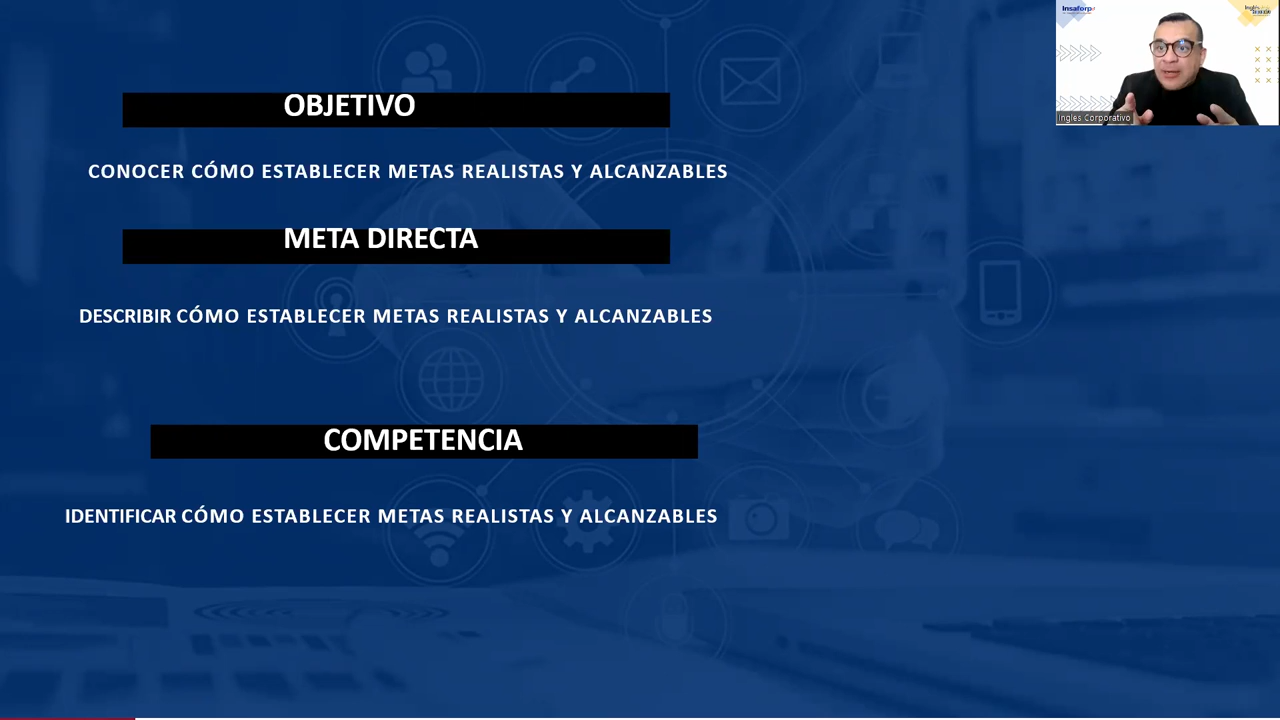 OBJETIVO
CONOCER CÓMO ESTABLECER METAS REALISTAS Y ALCANZABLES
META DIRECTA
DESCRIBIR CÓMO ESTABLECER METAS REALISTAS Y ALCANZABLES
COMPETENCIA
IDENTIFICAR CÓMO ESTABLECER METAS REALISTAS Y ALCANZABLES
Insaforp
Ingles Corporativo